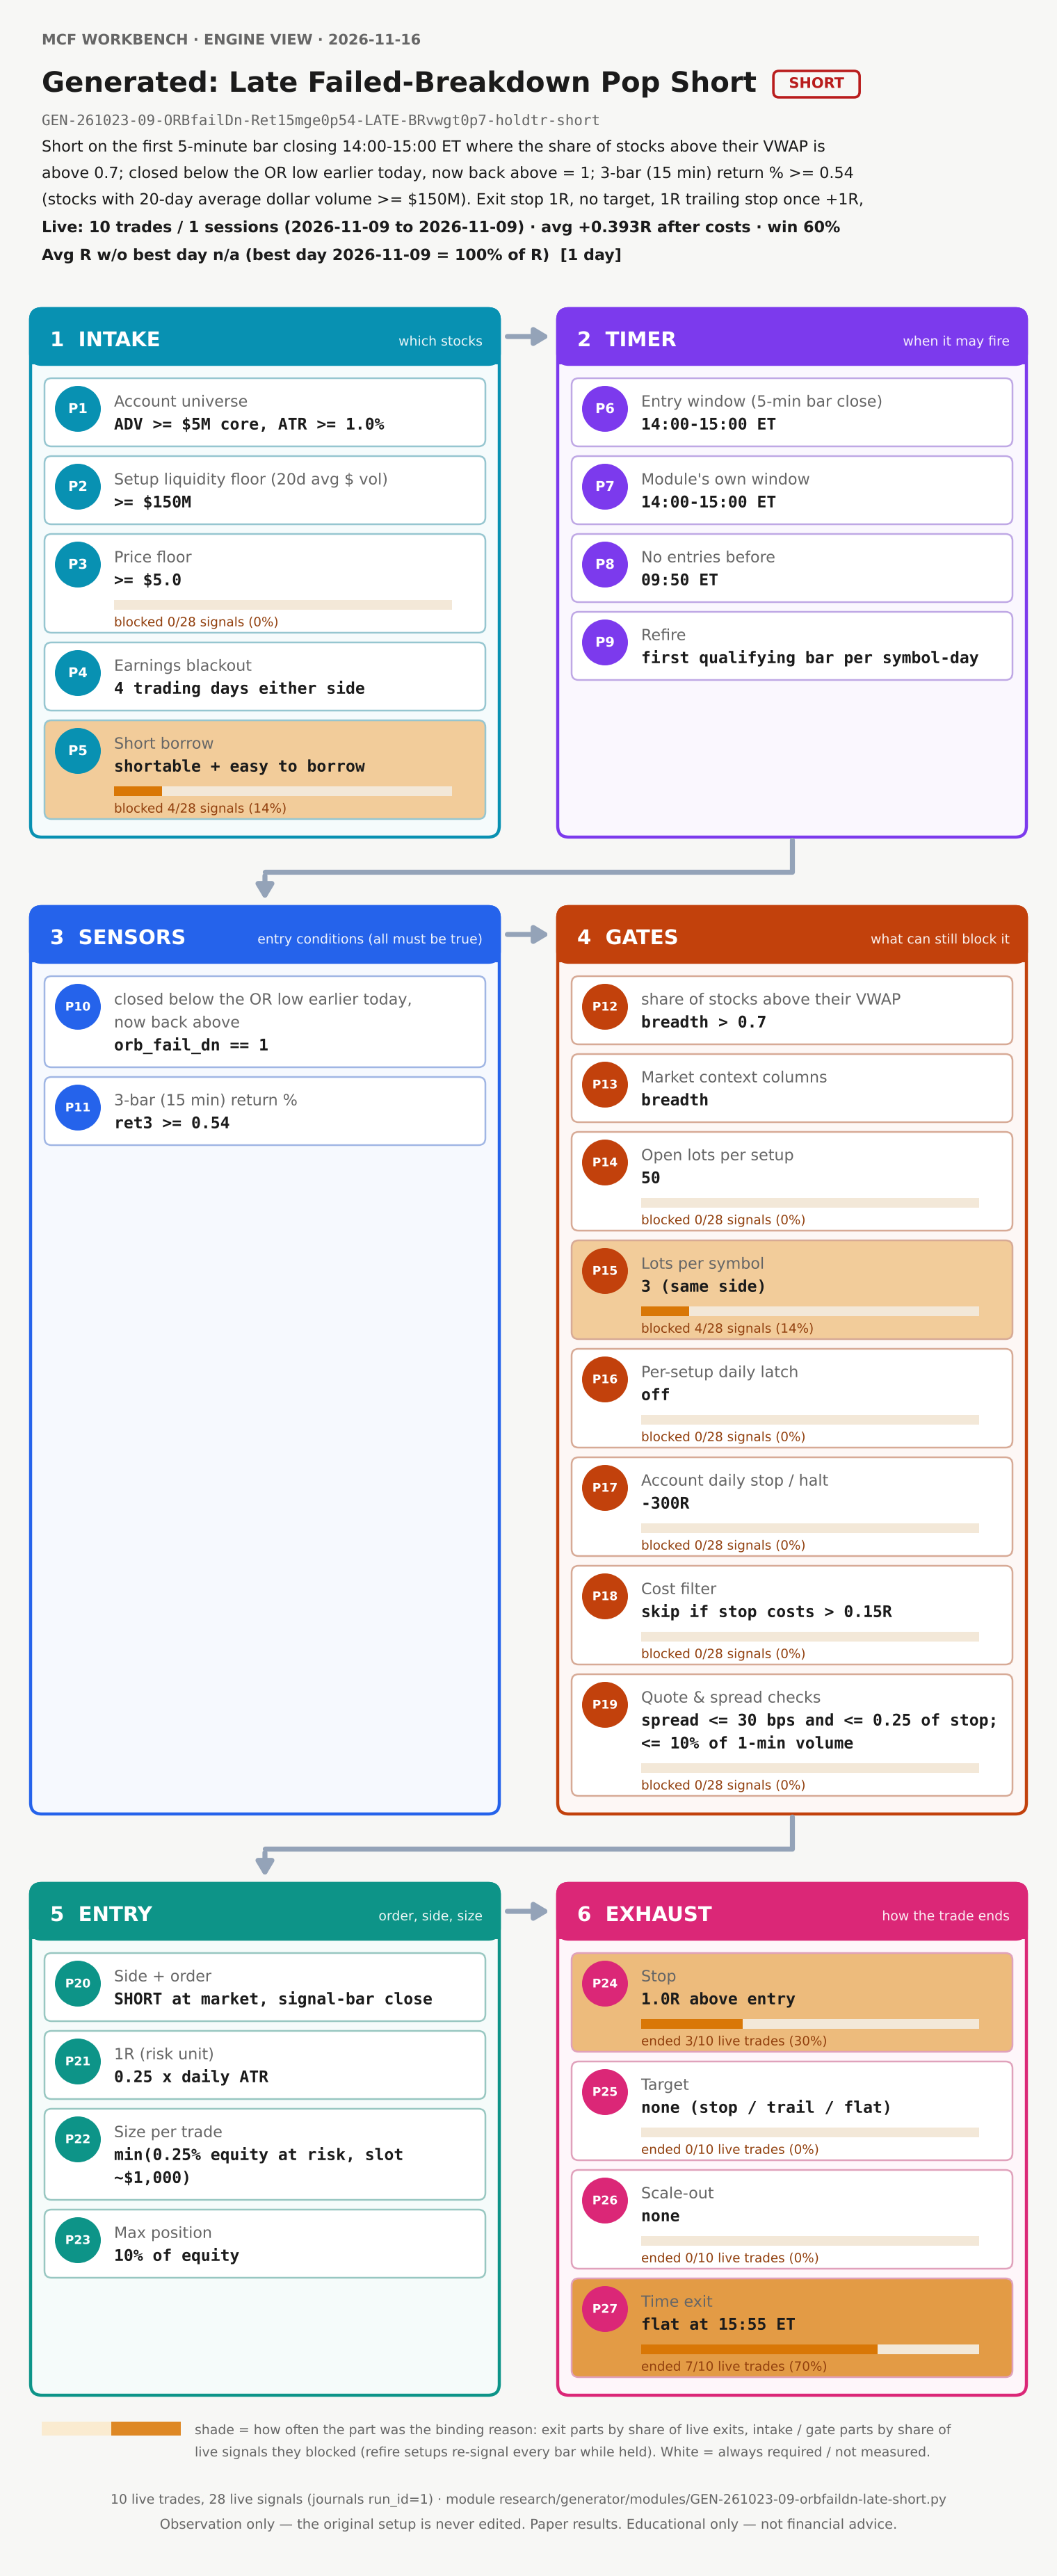 MCF WORKBENCH · ENGINE VIEW · 2026-11-16
Generated: Late Failed-Breakdown Pop Short SHORT
GEN-261023-09-ORBfailDn-Ret15mge0p54-LATE-BRvwgt0p7-holdtr-short
Short on the first 5-minute bar closing 14:00-15:00 ET where the share of stocks above their VWAP is
above 0.7; closed below the OR low earlier today, now back above = 1; 3-bar (15 min) return % >= 0.54
(stocks with 20-day average dollar volume >= $150M). Exit stop 1R, no target, 1R trailing stop once +1R,
Live: 10 trades / 1 sessions (2026-11-09 to 2026-11-09) · avg +0.393R after costs · win 60%
Avg R w/o best day n/a (best day 2026-11-09 = 100% of R) [1 day]
1 INTAKE which stocks
P1 Account universe
ADV >= $5M core, ATR >= 1.0%
P2 Setup liquidity floor (20d avg $ vol)
>= $150M
P3 Price floor
>= $5.0
blocked 0/28 signals (0%)
P4 Earnings blackout
4 trading days either side
P5 Short borrow
shortable + easy to borrow
blocked 4/28 signals (14%)
2 TIMER when it may fire
P6 Entry window (5-min bar close)
14:00-15:00 ET
P7 Module's own window
14:00-15:00 ET
P8 No entries before
09:50 ET
P9 Refire
first qualifying bar per symbol-day
3 SENSORS entry conditions (all must be true)
P10 closed below the OR low earlier today,
now back above
orb_fail_dn == 1
P11 3-bar (15 min) return %
ret3 >= 0.54
4 GATES what can still block it
P12 share of stocks above their VWAP
breadth > 0.7
P13 Market context columns
breadth
P14 Open lots per setup
50
blocked 0/28 signals (0%)
P15 Lots per symbol
3 (same side)
blocked 4/28 signals (14%)
P16 Per-setup daily latch
off
blocked 0/28 signals (0%)
P17 Account daily stop / halt
-300R
blocked 0/28 signals (0%)
P18 Cost filter
skip if stop costs > 0.15R
blocked 0/28 signals (0%)
P19 Quote & spread checks
spread <= 30 bps and <= 0.25 of stop;
<= 10% of 1-min volume
blocked 0/28 signals (0%)
5 ENTRY order, side, size
P20 Side + order
SHORT at market, signal-bar close
P21 1R (risk unit)
0.25 x daily ATR
P22 Size per trade
min(0.25% equity at risk, slot
~$1,000)
P23 Max position
10% of equity
6 EXHAUST how the trade ends
P24 Stop
1.0R above entry
ended 3/10 live trades (30%)
P25 Target
none (stop / trail / flat)
ended 0/10 live trades (0%)
P26 Scale-out
none
ended 0/10 live trades (0%)
P27 Time exit
flat at 15:55 ET
ended 7/10 live trades (70%)
shade = how often the part was the binding reason: exit parts by share of live exits, intake / gate parts by share of
live signals they blocked (refire setups re-signal every bar while held). White = always required / not measured.
10 live trades, 28 live signals (journals run_id=1) · module research/generator/modules/GEN-261023-09-orbfaildn-late-short.py
Observation only — the original setup is never edited. Paper results. Educational only — not financial advice.